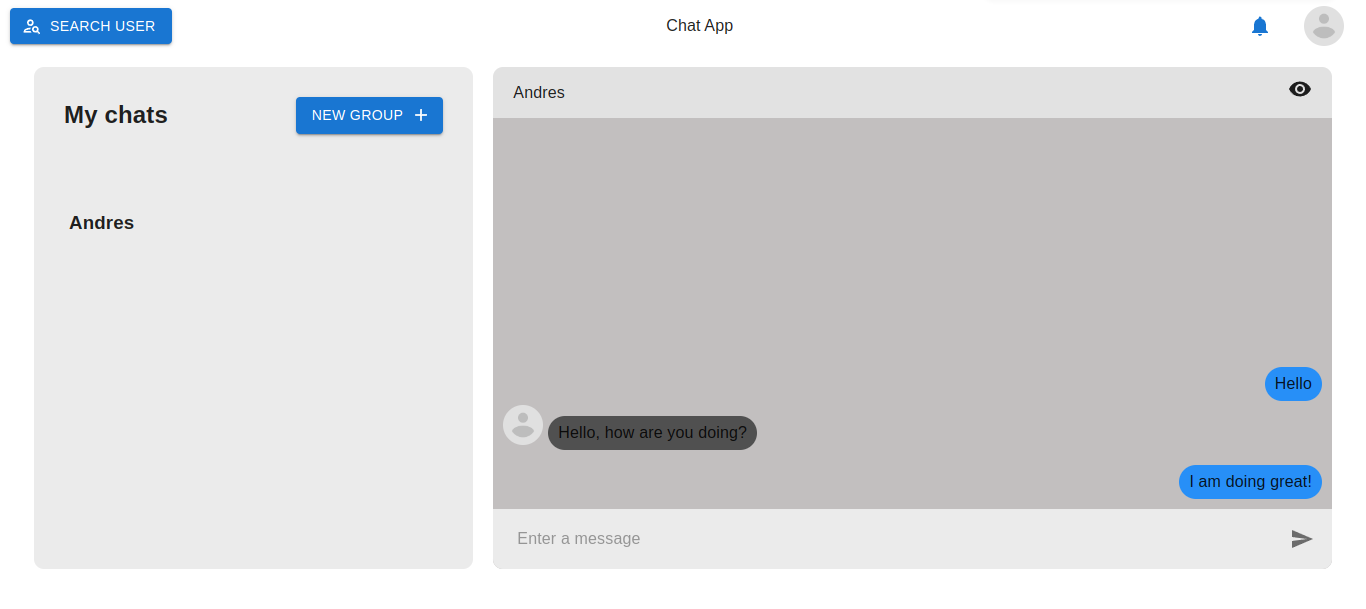 SEARCH USER
Chat App
My chats
NEW GROUP
Andres
Andres
Hello
Hello, how are you doing?
I am doing great!
Enter a message